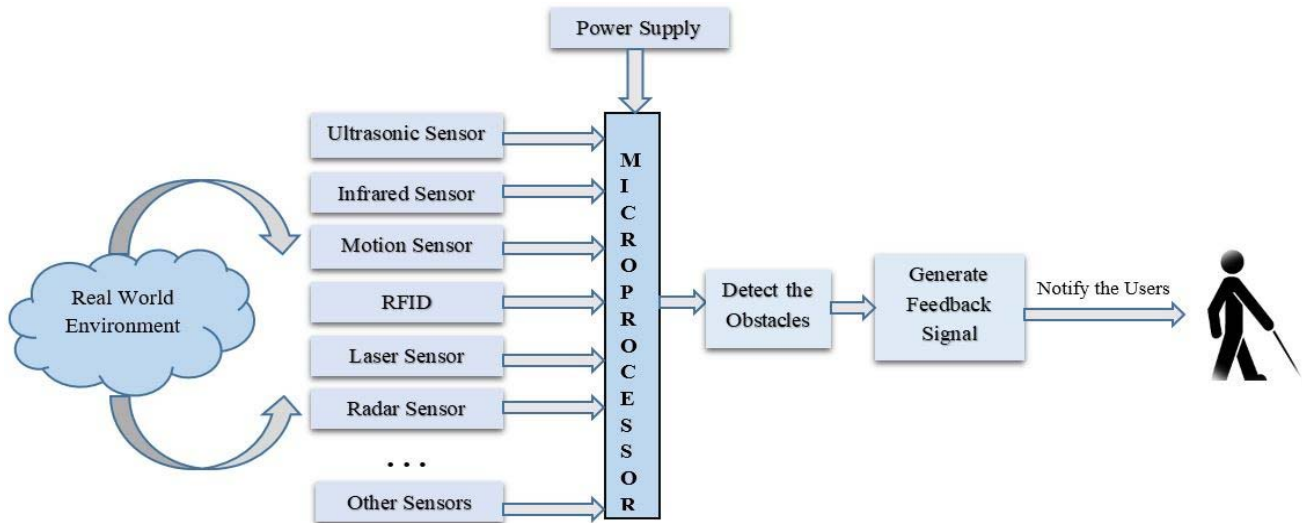 Power Supply
Ultrasonic Sensor
Infrared Sensor
Motion Sensor
RFID
Laser Sensor
Radar Sensor
...
Other Sensors
Real World
Environment
MICROPROCESSOR
Detect the
Obstacles
Generate
Feedback
Signal
Notify the Users